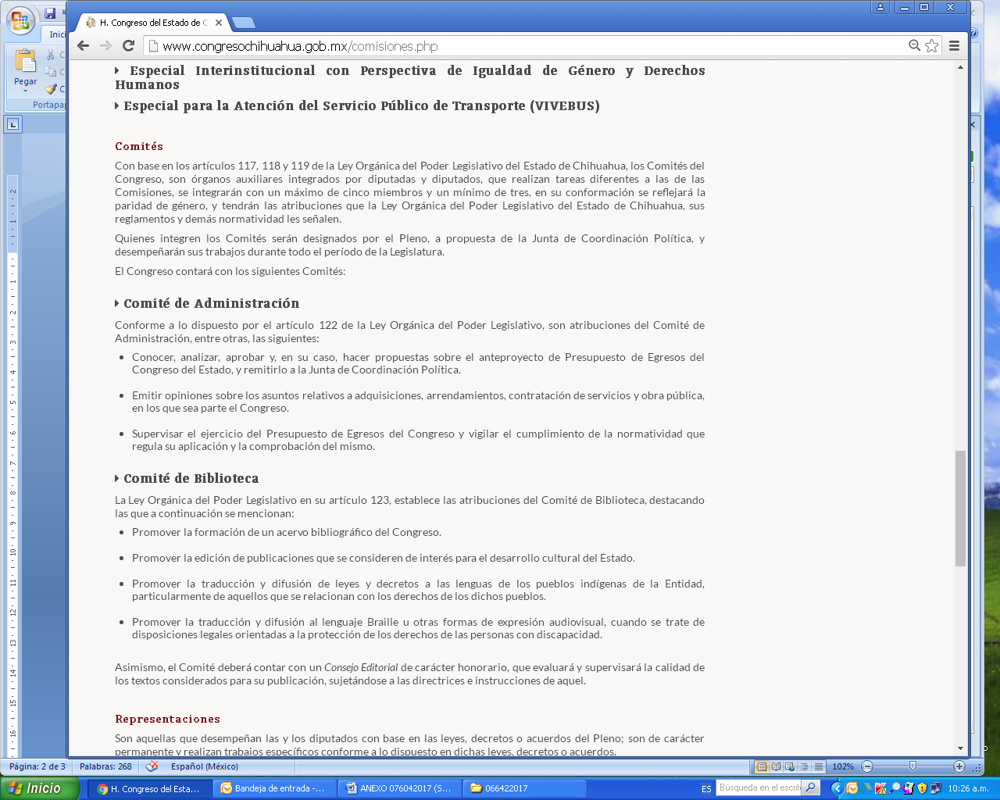 H. Congreso del Estado de C
www.congresochihuahua.gob.mx/comisiones.php
Inici
Pegar
Portapap
Especial Interinstitucional con Perspectiva de Igualdad de Género y Derechos
Humanos
Especial para la Atención del Servicio Público de Transporte (VIVEBUS)
Comités
Con base en los artículos 117, 118 y 119 de la Ley Orgánica del Poder Legislativo del Estado de Chihuahua, los Comités del
Congreso, son órganos auxiliares integrados por diputadas y diputados, que realizan tareas diferentes a las de las
Comisiones, se integrarán con un máximo de cinco miembros y un mínimo de tres, en su conformación se reflejará la
paridad de género, y tendrán las atribuciones que la Ley Orgánica del Poder Legislativo del Estado de Chihuahua, sus
reglamentos y demás normatividad les señalen.
Quienes integren los Comités serán designados por el Pleno, a propuesta de la Junta de Coordinación Política, y
desempeñarán sus trabajos durante todo el período de la Legislatura.
El Congreso contará con los siguientes Comités:
Comité de Administración
Conforme a lo dispuesto por el artículo 122 de la Ley Orgánica del Poder Legislativo, son atribuciones del Comité de
Administración, entre otras, las siguientes:
• Conocer, analizar, aprobar y, en su caso, hacer propuestas sobre el anteproyecto de Presupuesto de Egresos del
Congreso del Estado, y remitirlo a la Junta de Coordinación Política.
• Emitir opiniones sobre los asuntos relativos a adquisiciones, arrendamientos, contratación de servicios y obra pública,
en los que sea parte el Congreso.
• Supervisar el ejercicio del Presupuesto de Egresos del Congreso y vigilar el cumplimiento de la normatividad que
regula su aplicación y la comprobación del mismo.
Comité de Biblioteca
La Ley Orgánica del Poder Legislativo en su artículo 123, establece las atribuciones del Comité de Biblioteca, destacando
las que a continuación se mencionan:
• Promover la formación de un acervo bibliográfico del Congreso.
• Promover la edición de publicaciones que se consideren de interés para el desarrollo cultural del Estado.
• Promover la traducción y difusión de leyes y decretos a las lenguas de los pueblos indígenas de la Entidad,
particularmente de aquellos que se relacionan con los derechos de los dichos pueblos.
• Promover la traducción y difusión al lenguaje Braille u otras formas de expresión audiovisual, cuando se trate de
disposiciones legales orientadas a la protección de los derechos de las personas con discapacidad.
Asimismo, el Comité deberá contar con un Consejo Editorial de carácter honorario, que evaluará y supervisará la calidad de
los textos considerados para su publicación, sujetándose a las directrices e instrucciones de aquel.
Representaciones
Son aquellas que desempeñan las y los diputados con base en las leyes, decretos o acuerdos del Pleno; son de carácter
permanente y realizan trabajos específicos conforme a lo dispuesto en dichas leyes, decretos o acuerdos.
Página: 2 de 3 Palabras: 268 Español (México) 102%
Inicio H. Congreso del Esta... Bandeja de entrada -... ANEXO 076042017 (S... 066422017 ES Búsqueda en el escrit 10:26 a.m.